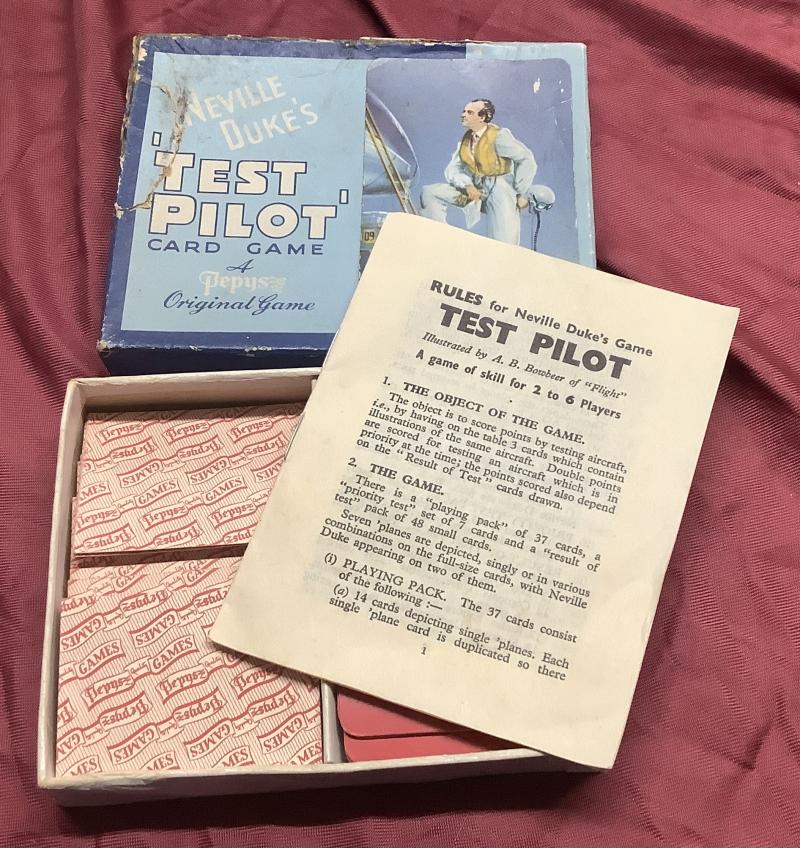 NEVILLE
DUKE'S
'TEST
PILOT'
CARD GAME
A
Pepys
Original Game
09
RULES for Neville Duke's Game
TEST PILOT
Illustrated by A. B. Bowbeer of "Flight"
A game of skill for 2 to 6 Players
1. THE OBJECT OF THE GAME.
The object is to score points by testing aircraft,
i.e., by having on the table 3 cards which contain
illustrations of the same aircraft. Double points
are scored for testing an aircraft which is in
priority at the time; the points scored also depend
on the "Result of Test" cards drawn.
2. THE GAME.
There is a "playing pack" of 37 cards, a
"priority test" set of 7 cards and a "result of
test" pack of 48 small cards.
Seven 'planes are depicted, singly or in various
combinations on the full-size cards, with Neville
Duke appearing on two of them.
(i) PLAYING PACK. The 37 cards consist
of the following :—
(a) 14 cards depicting single 'planes. Each
single 'plane card is duplicated so there
1
Pepys
GAMES
Pepys
GAMES